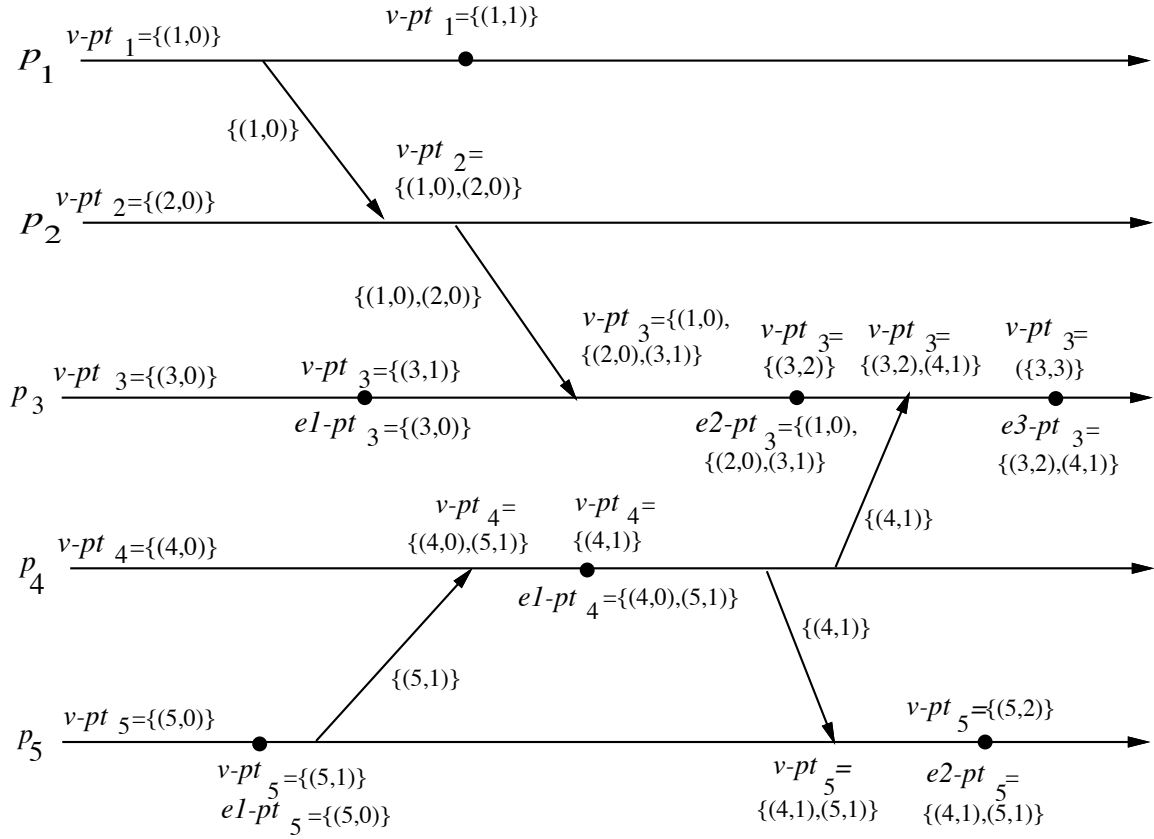 v-pt 1={(1,0)}
v-pt 1={(1,1)}
p1
{(1,0)}
v-pt 2=
{(1,0),(2,0)}
v-pt 2={(2,0)}
p2
{(1,0),(2,0)}
v-pt 3={(1,0),
{(2,0),(3,1)}
v-pt 3=
{(3,2)}
v-pt 3=
{(3,2),(4,1)}
v-pt 3=
({3,3)}
v-pt 3={(3,0)}
v-pt 3={(3,1)}
p3
e1-pt 3={(3,0)}
e2-pt 3={(1,0),
{(2,0),(3,1)}
e3-pt 3=
{(3,2),(4,1)}
v-pt 4=
{(4,0),(5,1)}
v-pt 4=
{(4,1)}
{(4,1)}
v-pt 4={(4,0)}
p4
e1-pt 4={(4,0),(5,1)}
{(4,1)}
{(5,1)}
v-pt 5={(5,0)}
v-pt 5={(5,2)}
p5
v-pt 5={(5,1)}
e1-pt 5={(5,0)}
v-pt 5=
{(4,1),(5,1)}
e2-pt 5=
{(4,1),(5,1)}